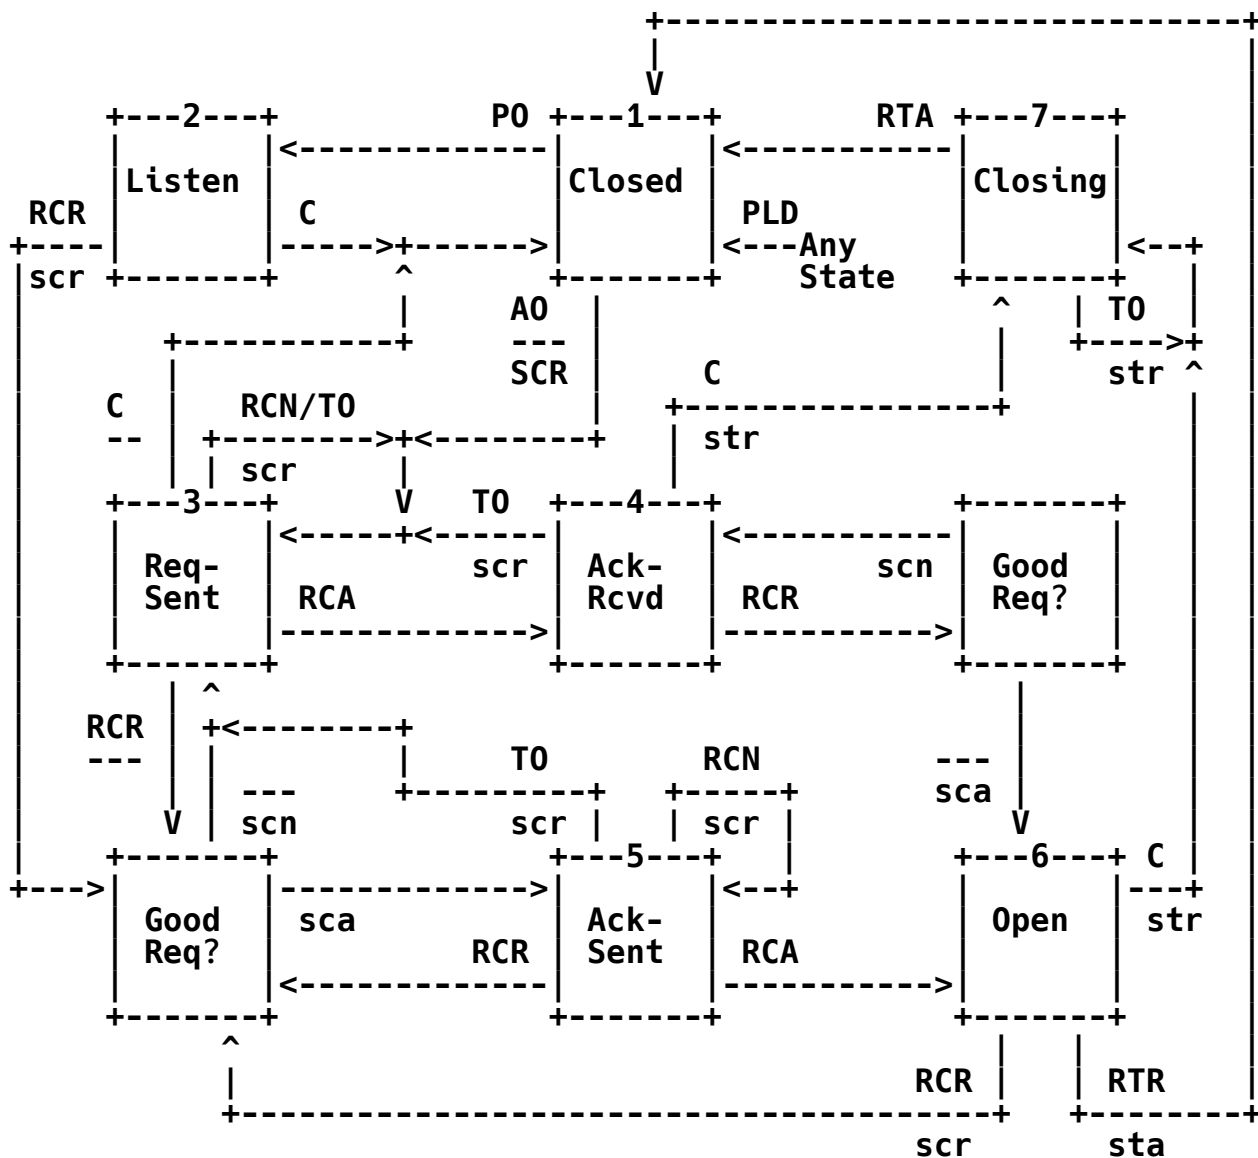 2 PO 1 RTA 7
Listen Closed Closing
RCR C PLD
Any
scr State
AO TO
SCR C str
C RCN/TO
-- str
scr
3 TO 4
Req- scr Ack- scn Good
Sent RCA Rcvd RCR Req?
RCR
--- TO RCN ---
--- sca
scn scr scr
5 6 C
Good sca Ack- Open str
Req? RCR Sent RCA
RCR RTR
scr sta